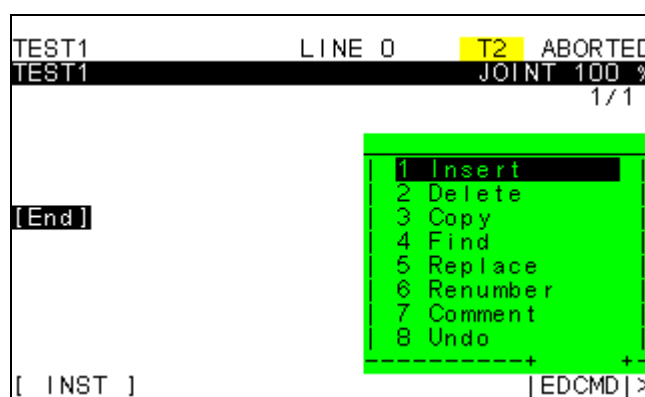 TEST1 LINE 0 T2 ABORTED
TEST1 JOINT 100 %
1/1
1 Insert
2 Delete
[End] 3 Copy
4 Find
5 Replace
6 Renumber
7 Comment
8 Undo
[ INST ] |EDCMD|>